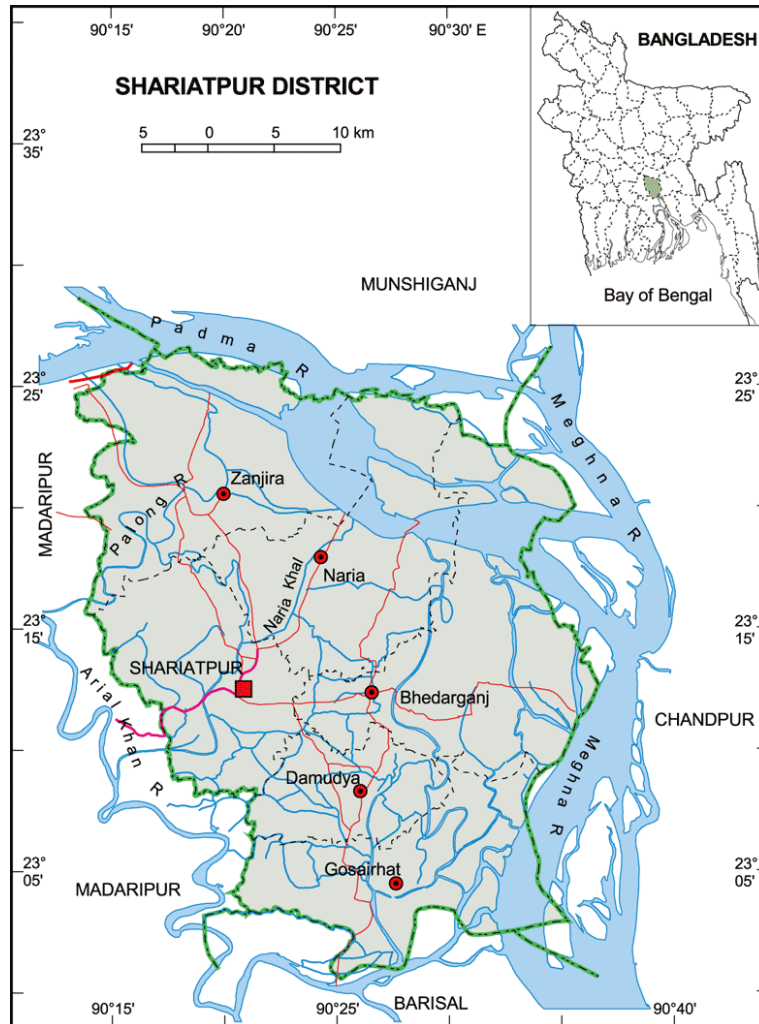 90°15'
90°20'
90°30' E
BANGLADESH
SHARIATPUR DISTRICT
5
0
5
10 km
23°
35'
Bay of Bengal
MUNSHIGANJ
Padma R
23°
25'
23°
25'
Meghna R
MADARIPUR
Zanjira
Palong R
Naria Khal
Naria
23°
15'
23°
15'
SHARIATPUR
Arial Khan R
Bhedarganj
CHANDPUR
Meghna R
Damudya
Gosairhat
23°
05'
23°
05'
MADARIPUR
BARISAL
90°15'
90°25'
90°40'